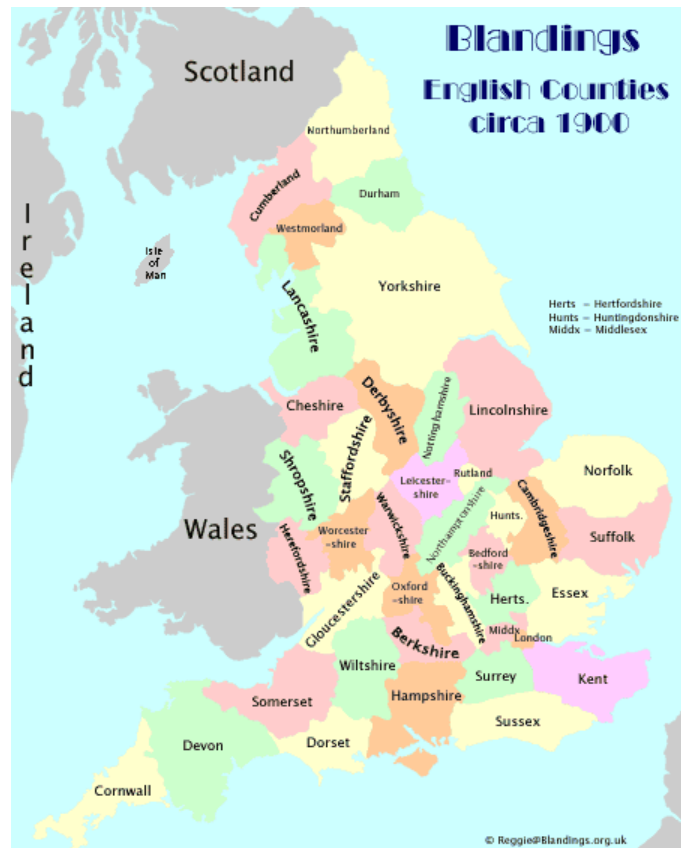 Blandings
English Counties
circa 1900
Scotland
Northumberland
Cumberland
Durham
Westmorland
Ireland
Isle
of
Man
Yorkshire
Lancashire
Herts – Hertfordshire
Hunts – Huntingdonshire
Middx – Middlesex
Cheshire
Derbyshire
Nottinghamshire
Lincolnshire
Staffordshire
Shropshire
Leicester-
shire
Rutland
Norfolk
Wales
Herefordshire
Worcester
-shire
Warwickshire
Northamptonshire
Hunts.
Cambridgeshire
Suffolk
Bedford
-shire
Gloucestershire
Oxford
-shire
Buckinghamshire
Herts.
Essex
Middx
London
Berkshire
Wiltshire
Surrey
Kent
Somerset
Hampshire
Sussex
Devon
Dorset
Cornwall
© Reggie@Blandings.org.uk